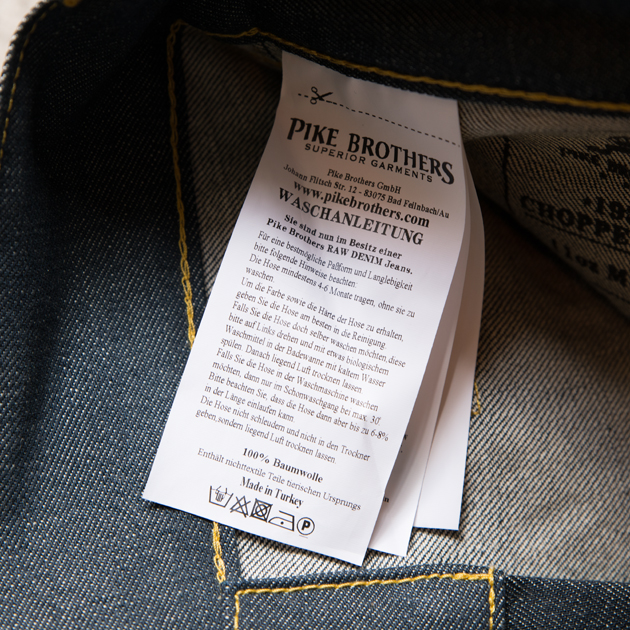 PIKE BROTHERS
SUPERIOR GARMENTS
Pike Brothers GmbH
Johann Flitsch Str. 12 - 83075 Bad Feilnbach/Au
www.pikebrothers.com
WASCHANLEITUNG
Sie sind nun im Besitz einer
Pike Brothers RAW DENIM Jeans.
Für eine bestmögliche Paßform und Langlebigkeit
bitte folgende Hinweise beachten:
Die Hose mindestens 4-6 Monate tragen, ohne sie zu
waschen.
Um die Farbe sowie die Härte der Hose zu erhalten,
geben Sie die Hose am besten in die Reinigung.
Falls Sie die Hose doch selber waschen möchten, diese
bitte auf Links drehen und mit etwas biologischem
Waschmittel in der Badewanne mit kaltem Wasser
spülen. Danach liegend Luft trocknen lassen.
Falls Sie die Hose in der Waschmaschine waschen
möchten, dann nur im Schonwaschgang bei max. 30°.
Bitte beachten Sie, dass die Hose dann aber bis zu 6-8%
in der Länge einlaufen kann.
Die Hose nicht schleudern und nicht in den Trockner
geben,sondern liegend Luft trocknen lassen.
100% Baumwolle
Enthält nichttextile Teile tierischen Ursprungs
Made in Turkey
P
CHOPPE
11oz